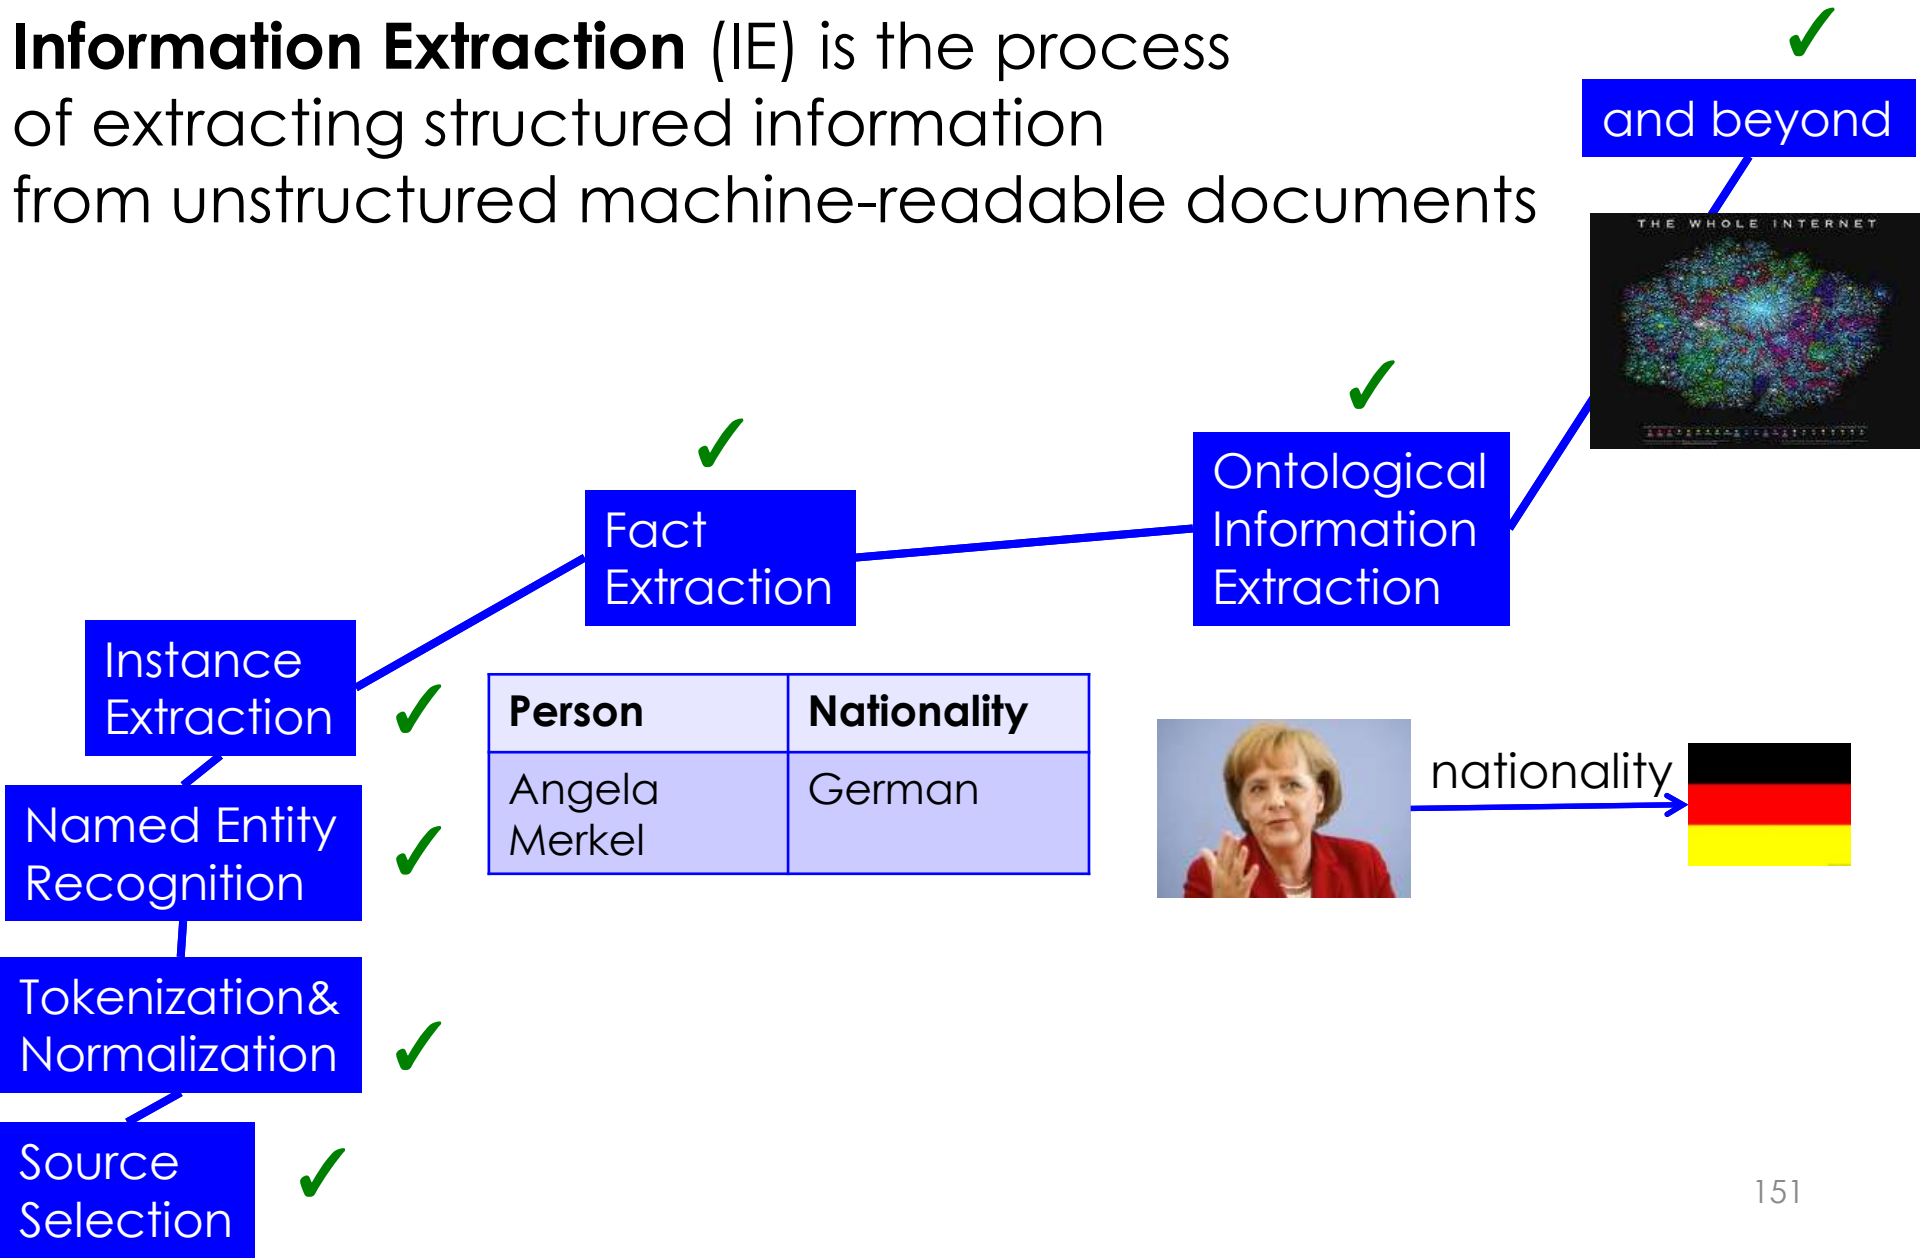 Information Extraction (IE) is the process
of extracting structured information
from unstructured machine-readable documents
✓
and beyond
THE WHOLE INTERNET
✓
Ontological
Information
Extraction
✓
Fact
Extraction
Instance
Extraction
✓
Person Nationality
Angela German
Merkel
nationality
Named Entity
Recognition
✓
Tokenization&
Normalization
✓
Source
Selection
✓
151